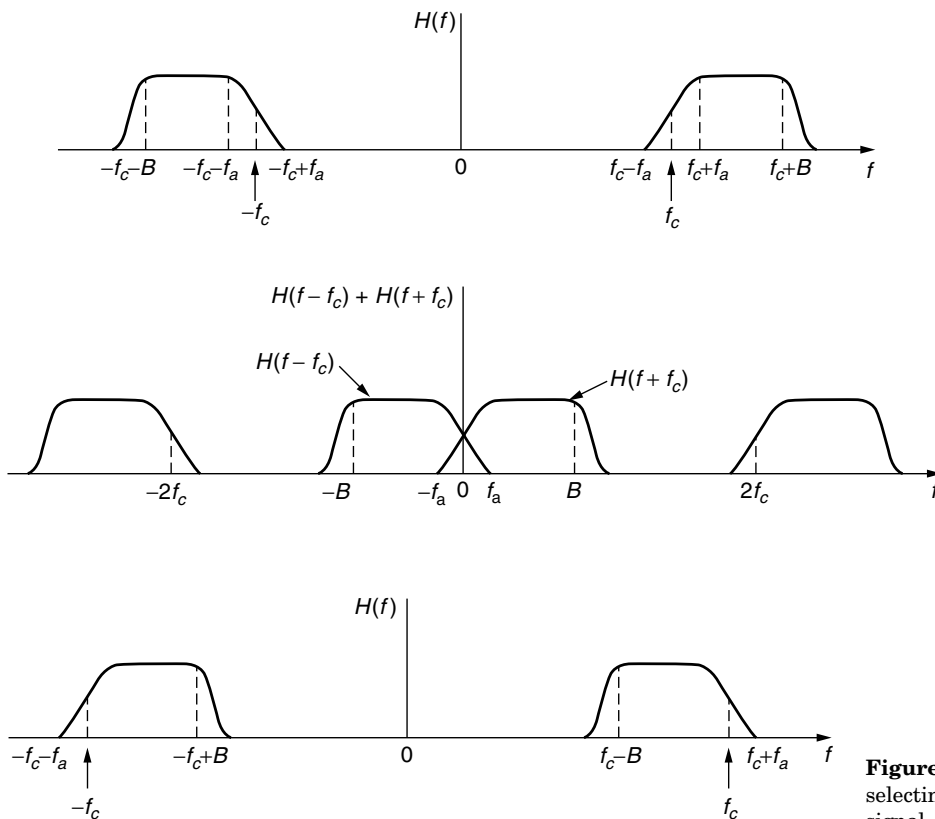 H(f)
−f_c−B −f_c−f_a −f_c+f_a 0 f_c−f_a f_c+f_a f_c+B f
−f_c f_c
H(f−f_c) + H(f+f_c)
H(f−f_c) H(f+f_c)
−2f_c −B −f_a 0 f_a B 2f_c
H(f)
−f_c−f_a −f_c+B 0 f_c−B f_c+f_a f
−f_c f_c
Figure
selectin